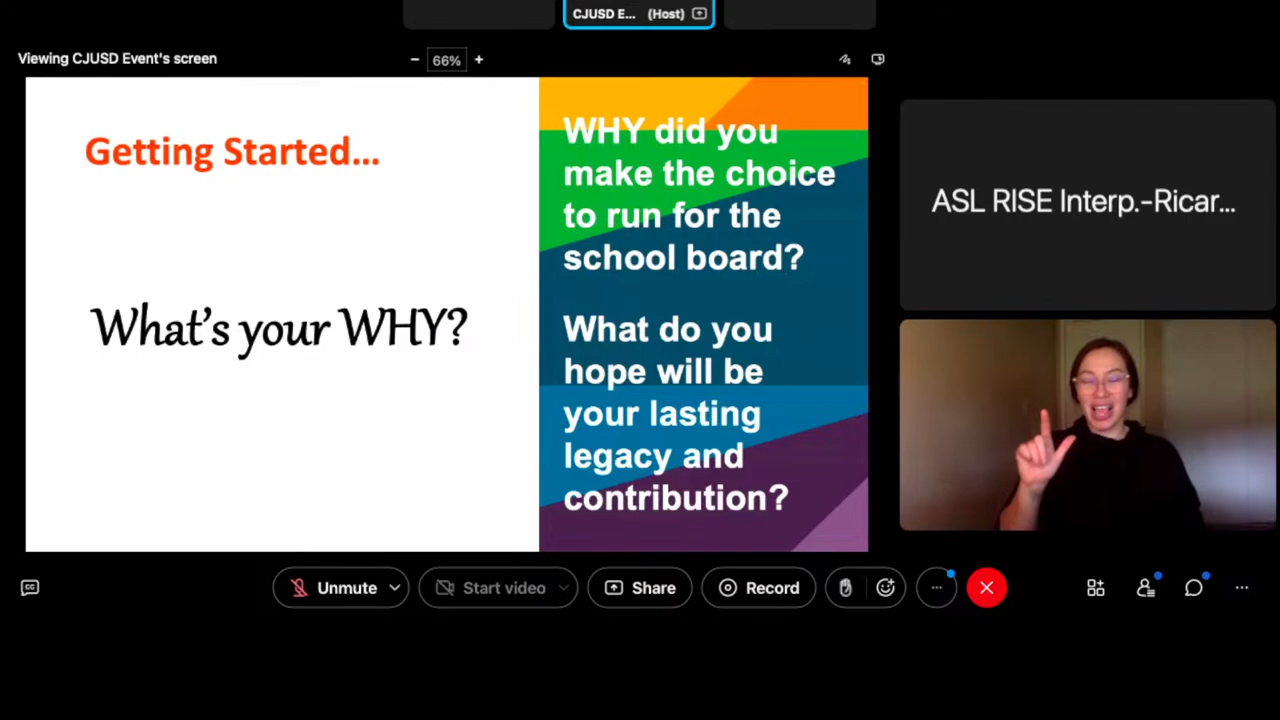 CJUSD E... (Host)
Viewing CJUSD Event's screen
66%
Getting Started...
What's your WHY?
WHY did you
make the choice
to run for the
school board?
What do you
hope will be
your lasting
legacy and
contribution?
ASL RISE Interp.-Ricar...
CC
Unmute
Start video
Share
Record